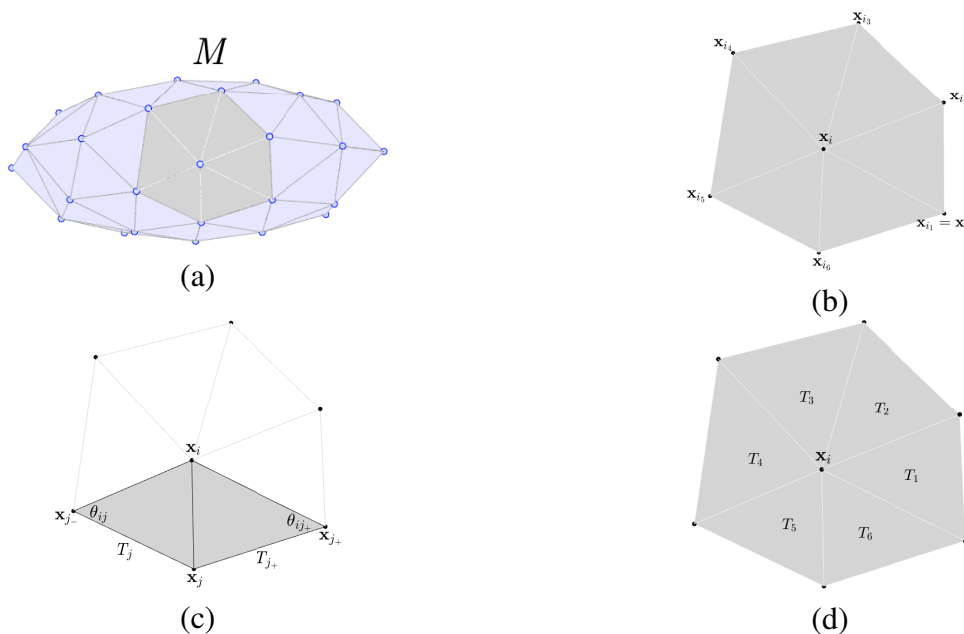 M
(a)
x_{i_3}
x_{i_4}
x_i
x_i
x_{i_5}
x_{i_1} = x
x_{i_6}
(b)
x_i
θ_{ij}
θ_{ij_+}
x_{j_-}
x_{j_+}
T_j
T_{j_+}
x_j
(c)
T_3
T_2
x_i
T_4
T_1
T_5
T_6
(d)